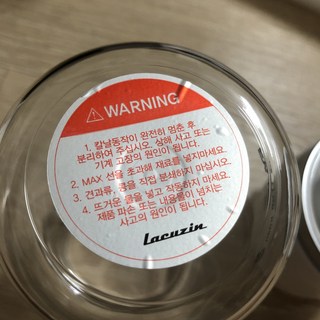 ⚠ WARNING
1. 칼날동작이 완전히 멈춘 후
분리하여 주십시오. 상해 사고 또는
기계 고장의 원인이 됩니다.
2. MAX 선을 초과해 재료를 넣지마세요.
3. 견과류, 콩을 직접 분쇄하지 마십시오.
4. 뜨거운 물을 넣고 작동하지 마세요.
제품 파손 또는 내용물이 넘치는
사고의 원인이 됩니다.
Lacuzin